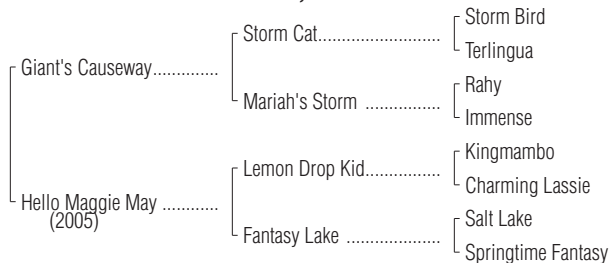 Storm Bird
Storm Cat
Terlingua
Giant's Causeway
Rahy
Mariah's Storm
Immense
Kingmambo
Lemon Drop Kid
Charming Lassie
Hello Maggie May
(2005)
Salt Lake
Fantasy Lake
Springtime Fantasy